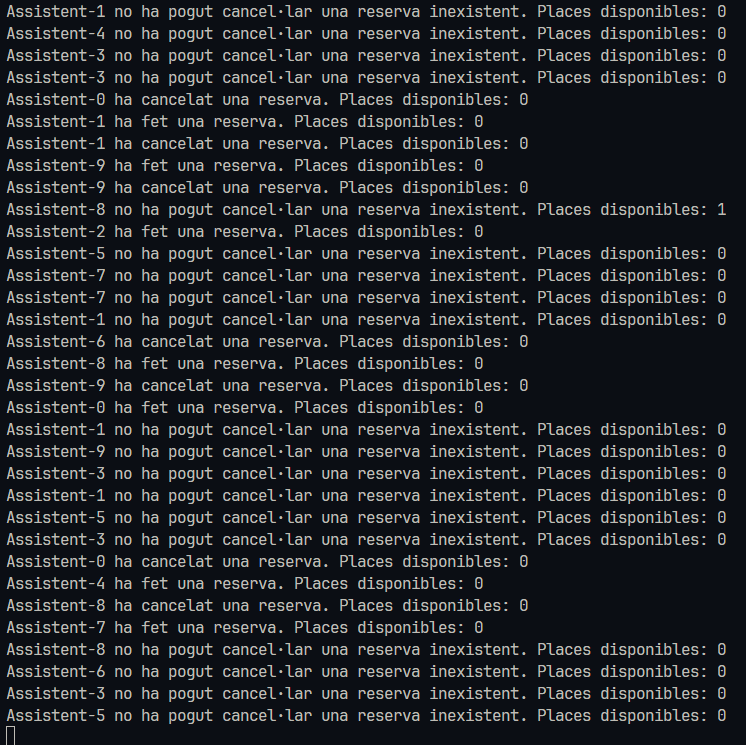 Assistent-1 no ha pogut cancel·lar una reserva inexistent. Places disponibles: 0
Assistent-4 no ha pogut cancel·lar una reserva inexistent. Places disponibles: 0
Assistent-3 no ha pogut cancel·lar una reserva inexistent. Places disponibles: 0
Assistent-3 no ha pogut cancel·lar una reserva inexistent. Places disponibles: 0
Assistent-0 ha cancelat una reserva. Places disponibles: 0
Assistent-1 ha fet una reserva. Places disponibles: 0
Assistent-1 ha cancelat una reserva. Places disponibles: 0
Assistent-9 ha fet una reserva. Places disponibles: 0
Assistent-9 ha cancelat una reserva. Places disponibles: 0
Assistent-8 no ha pogut cancel·lar una reserva inexistent. Places disponibles: 1
Assistent-2 ha fet una reserva. Places disponibles: 0
Assistent-5 no ha pogut cancel·lar una reserva inexistent. Places disponibles: 0
Assistent-7 no ha pogut cancel·lar una reserva inexistent. Places disponibles: 0
Assistent-7 no ha pogut cancel·lar una reserva inexistent. Places disponibles: 0
Assistent-1 no ha pogut cancel·lar una reserva inexistent. Places disponibles: 0
Assistent-6 ha cancelat una reserva. Places disponibles: 0
Assistent-8 ha fet una reserva. Places disponibles: 0
Assistent-9 ha cancelat una reserva. Places disponibles: 0
Assistent-0 ha fet una reserva. Places disponibles: 0
Assistent-1 no ha pogut cancel·lar una reserva inexistent. Places disponibles: 0
Assistent-9 no ha pogut cancel·lar una reserva inexistent. Places disponibles: 0
Assistent-3 no ha pogut cancel·lar una reserva inexistent. Places disponibles: 0
Assistent-1 no ha pogut cancel·lar una reserva inexistent. Places disponibles: 0
Assistent-5 no ha pogut cancel·lar una reserva inexistent. Places disponibles: 0
Assistent-3 no ha pogut cancel·lar una reserva inexistent. Places disponibles: 0
Assistent-0 ha cancelat una reserva. Places disponibles: 0
Assistent-4 ha fet una reserva. Places disponibles: 0
Assistent-8 ha cancelat una reserva. Places disponibles: 0
Assistent-7 ha fet una reserva. Places disponibles: 0
Assistent-8 no ha pogut cancel·lar una reserva inexistent. Places disponibles: 0
Assistent-6 no ha pogut cancel·lar una reserva inexistent. Places disponibles: 0
Assistent-3 no ha pogut cancel·lar una reserva inexistent. Places disponibles: 0
Assistent-5 no ha pogut cancel·lar una reserva inexistent. Places disponibles: 0